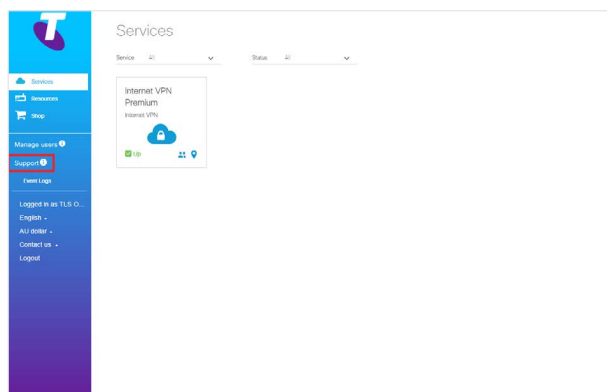 Services
Service All Status All
Internet VPN
Premium
Internet VPN
Up
Services
Resources
Shop
Manage users
Support
Event Logs
Logged in as TLS O...
English
AU dollar
Contact us
Logout